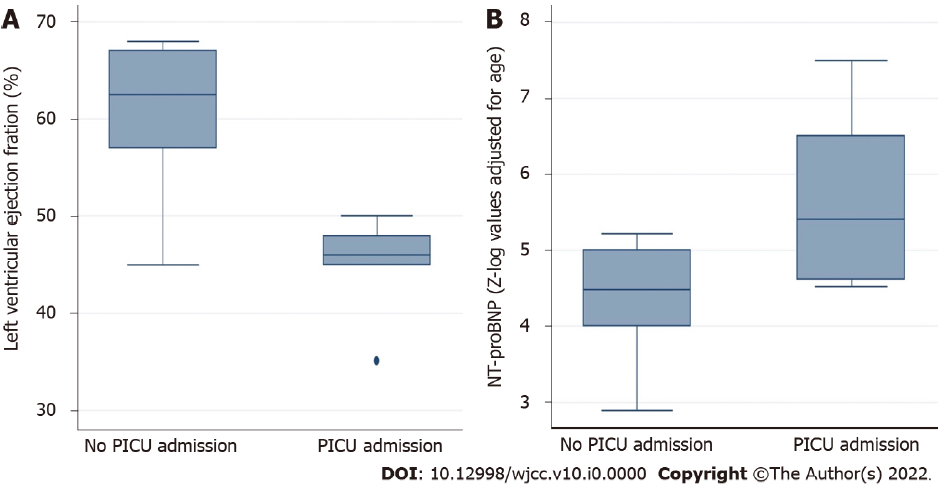 A
Left ventricular ejection fration (%)
70
60
50
40
30
No PICU admission
PICU admission
B
NT-proBNP (Z-log values adjusted for age)
8
7
6
5
4
3
No PICU admission
PICU admission
DOI: 10.12998/wjcc.v10.i0.0000 Copyright ©The Author(s) 2022.